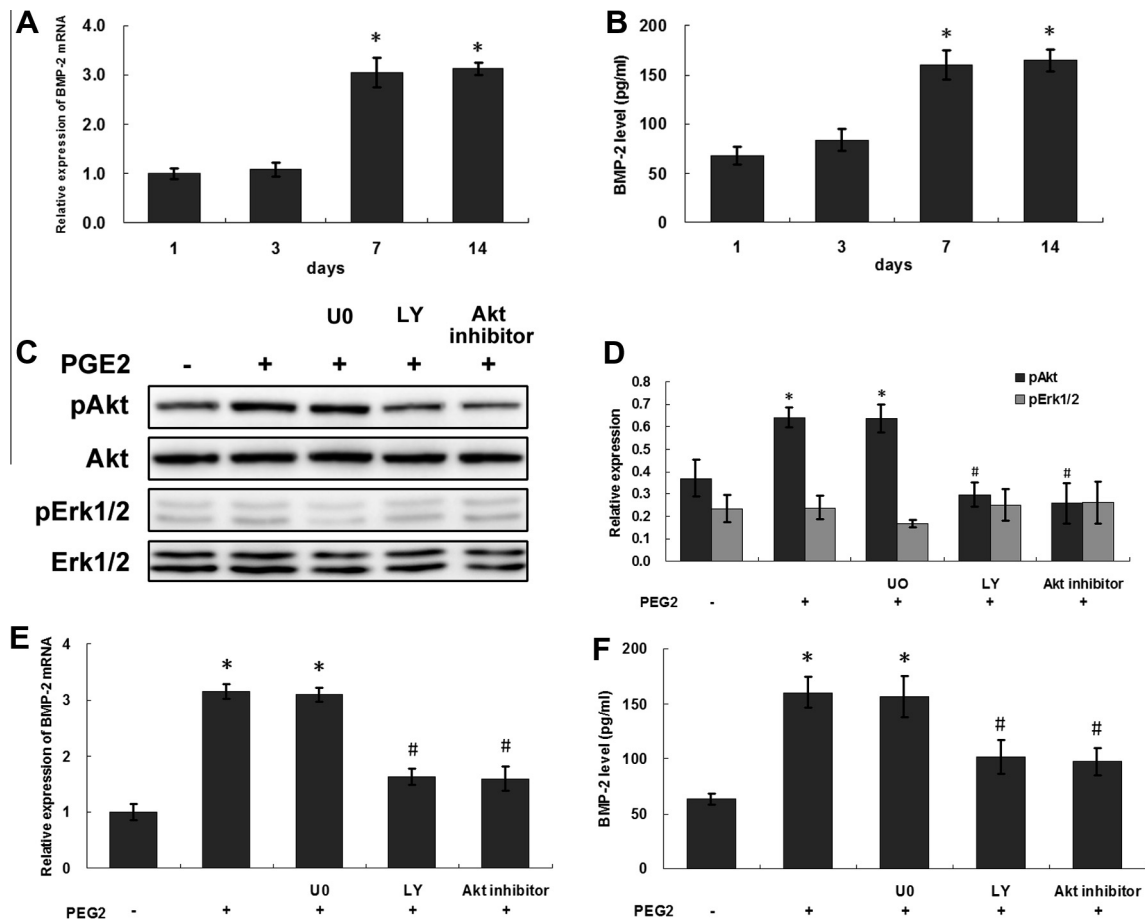 A
Relative expression of BMP-2 mRNA
4.0
3.0
2.0
1.0
0.0
* *
1 3 7 14
days
B
BMP-2 level (pg/ml)
200
150
100
50
0
* *
1 3 7 14
days
C
U0 LY Akt inhibitor
PGE2 - + + + +
pAkt
Akt
pErk1/2
Erk1/2
D
Relative expression
0.8
0.7
0.6
0.5
0.4
0.3
0.2
0.1
0.0
pAkt
pErk1/2
* * # #
UO LY Akt inhibitor
PEG2 - + + + +
E
Relative expression of BMP-2 mRNA
4
3
2
1
0
* * # #
U0 LY Akt inhibitor
PEG2 - + + + +
F
BMP-2 level (pg/ml)
200
150
100
50
0
* * # #
U0 LY Akt inhibitor
PEG2 - + + + +